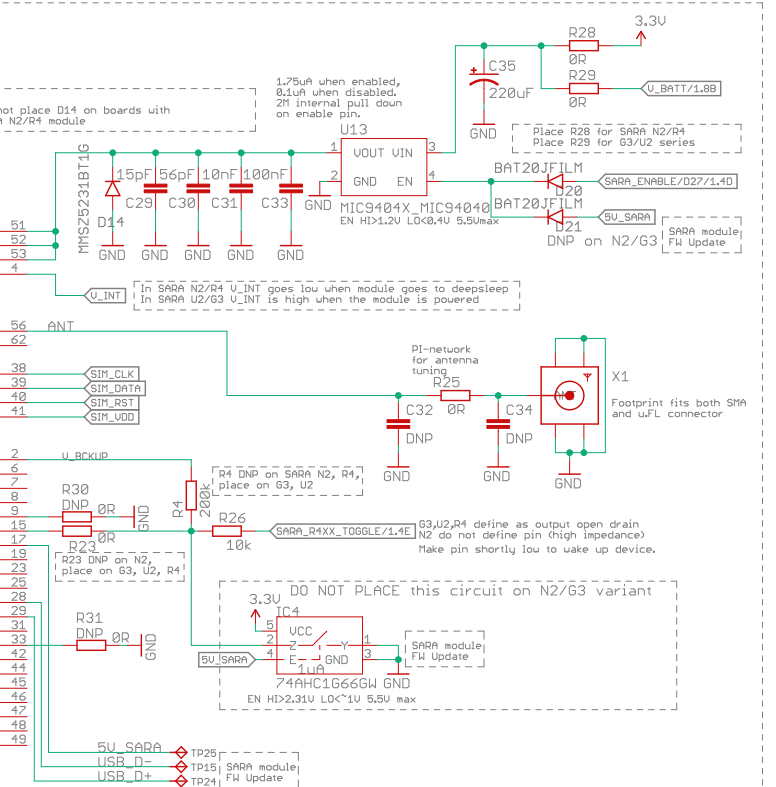 3.3V
R28
0R
R29
0R
V_BATT/1.8B
C35
220uF
GND
1.75uA when enabled,
0.1uA when disabled.
2M internal pull down
on enable pin.
not place D14 on boards with
N2/R4 module
Place R28 for SARA N2/R4
Place R29 for G3/U2 series
U13
1 VOUT VIN 3
2 GND EN 4
GND
MIC9404X_MIC94040
EN HI>1.2V LO<0.4V 5.5Vmax
BAT20JFILM
D20
SARA_ENABLE/D27/1.4D
BAT20JFILM
D21
5V_SARA
DNP on N2/G3
SARA module
FW Update
MMSZ5231BT1G
D14
15pF 56pF 10nF 100nF
C29 C30 C31 C33
GND GND GND GND GND
51
52
53
4
V_INT
In SARA N2/R4 V_INT goes low when module goes to deepsleep
In SARA U2/G3 V_INT is high when the module is powered
56 ANT
62
38 SIM_CLK
39 SIM_DATA
40 SIM_RST
41 SIM_VDD
PI-network
for antenna
tuning
R25
0R
C32
DNP
GND
C34
DNP
GND
X1
Footprint fits both SMA
and u.FL connector
GND
2 V_BCKUP
6
7
8
9
15
17
19
23
25
28
29
31
33
42
44
45
46
47
48
49
R4
200k
R4 DNP on SARA N2, R4,
place on G3, U2
R30
DNP 0R
GND
0R
R23
R23 DNP on N2,
place on G3, U2, R4
R26
10k
SARA_R4XX_TOGGLE/1.4E
G3,U2,R4 define as output open drain
N2 do not define pin (high impedance)
Make pin shortly low to wake up device.
R31
DNP 0R
GND
DO NOT PLACE this circuit on N2/G3 variant
3.3V
IC4
5 VCC
2 Z Y 1
4 E GND 3
1uA
5V_SARA
74AHC1G66GW GND
EN HI>2.31V LO<~1V 5.5V max
SARA module
FW Update
5V_SARA TP25
USB_D- TP15
USB_D+ TP24
SARA module
FW Update